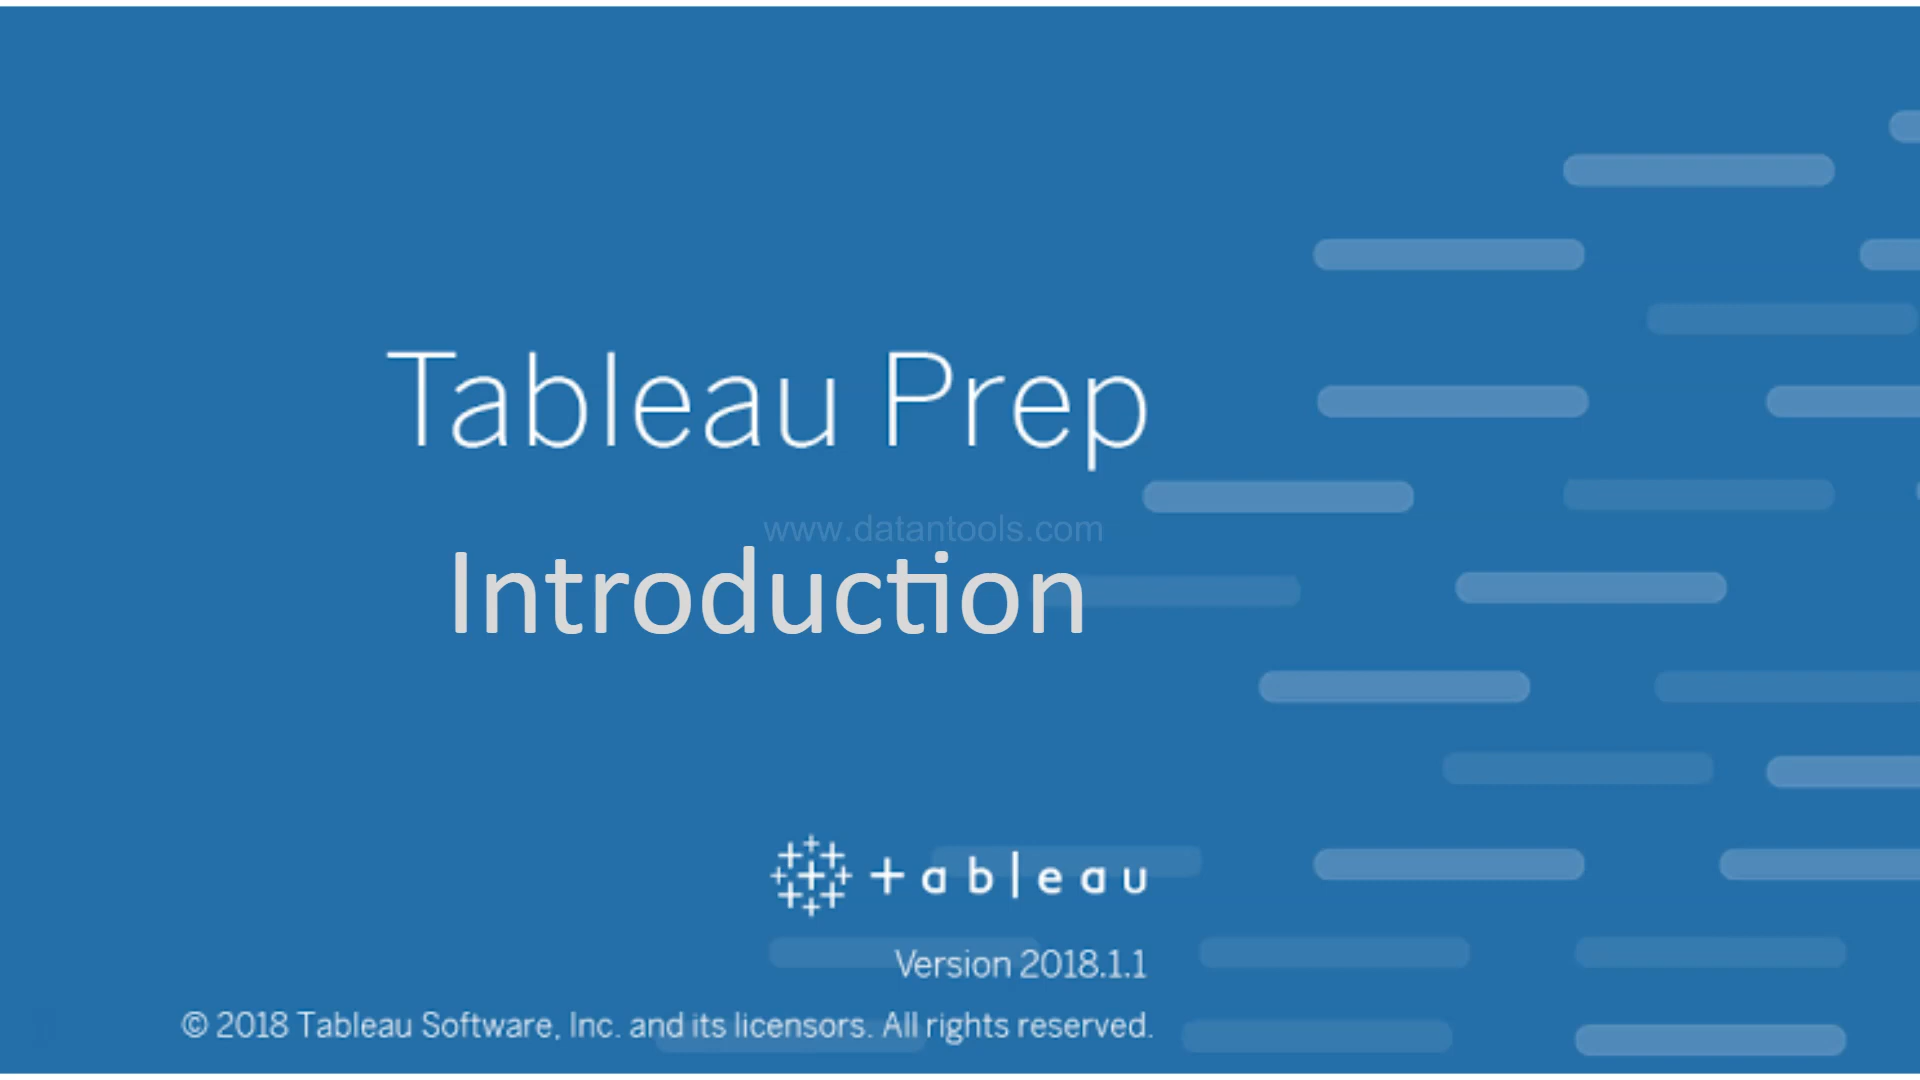 Tableau Prep
www.datantools.com
Introduction
+ableau
Version 2018.1.1
© 2018 Tableau Software, Inc. and its licensors. All rights reserved.